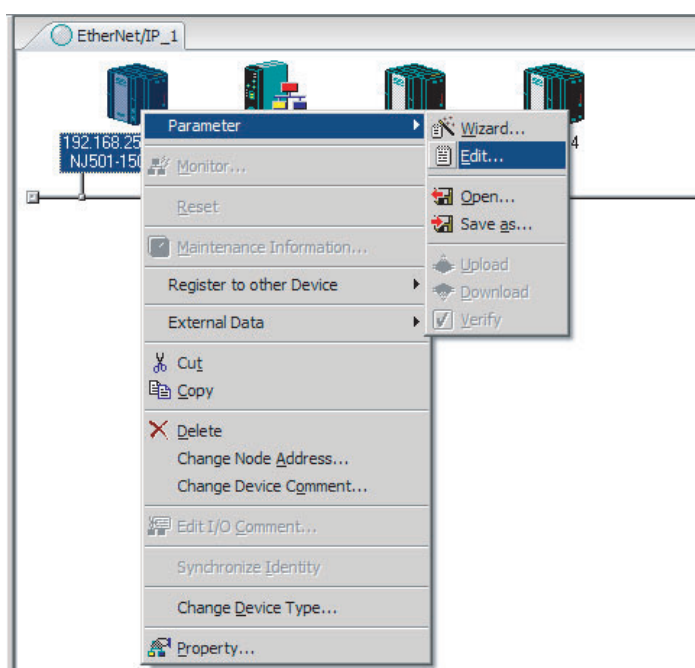 EtherNet/IP_1
192.168.25
NJ501-150
4
Parameter
Monitor...
Reset
Maintenance Information...
Register to other Device
External Data
Cut
Copy
Delete
Change Node Address...
Change Device Comment...
Edit I/O Comment...
Synchronize Identity
Change Device Type...
Property...
Wizard...
Edit...
Open...
Save as...
Upload
Download
Verify